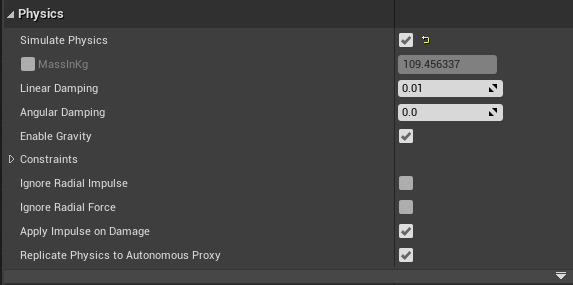 Physics
Simulate Physics
MassInKg 109.456337
Linear Damping 0.01
Angular Damping 0.0
Enable Gravity
Constraints
Ignore Radial Impulse
Ignore Radial Force
Apply Impulse on Damage
Replicate Physics to Autonomous Proxy